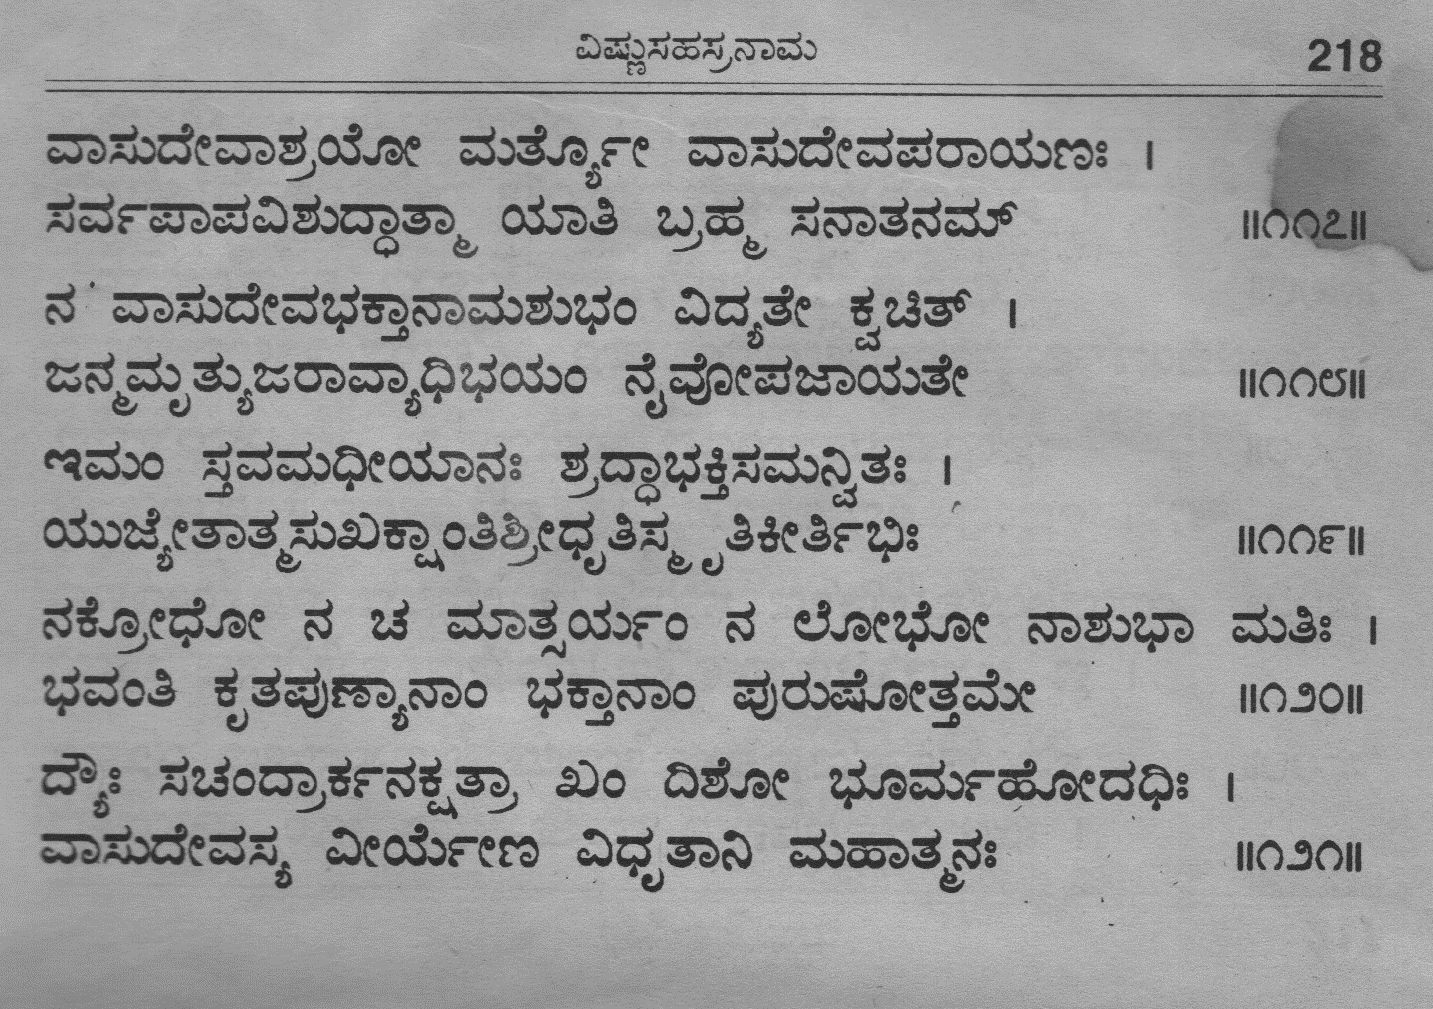 ವಿಷ್ಣುಸಹಸ್ರನಾಮ 218
ವಾಸುದೇವಾಶ್ರಯೋ ಮರ್ತ್ಯೋ ವಾಸುದೇವಪರಾಯಣಃ ।
ಸರ್ವಪಾಪವಿಶುದ್ಧಾತ್ಮಾ ಯಾತಿ ಬ್ರಹ್ಮ ಸನಾತನಮ್ ॥೧೧೭॥
ನ ವಾಸುದೇವಭಕ್ತಾನಾಮಶುಭಂ ವಿದ್ಯತೇ ಕ್ವಚಿತ್ ।
ಜನ್ಮಮೃತ್ಯುಜರಾವ್ಯಾಧಿಭಯಂ ನೈವೋಪಜಾಯತೇ ॥೧೧೮॥
ಇಮಂ ಸ್ತವಮಧೀಯಾನಃ ಶ್ರದ್ಧಾಭಕ್ತಿಸಮನ್ವಿತಃ ।
ಯುಜ್ಯೇತಾತ್ಮಸುಖಕ್ಷಾಂತಿಶ್ರೀಧೃತಿಸ್ಮೃತಿಕೀರ್ತಿಭಿಃ ॥೧೧೯॥
ನಕ್ರೋಧೋ ನ ಚ ಮಾತ್ಸರ್ಯಂ ನ ಲೋಭೋ ನಾಶುಭಾ ಮತಿಃ ।
ಭವಂತಿ ಕೃತಪುಣ್ಯಾನಾಂ ಭಕ್ತಾನಾಂ ಪುರುಷೋತ್ತಮೇ ॥೧೨೦॥
ದ್ಯೌಃ ಸಚಂದ್ರಾರ್ಕನಕ್ಷತ್ರಾ ಖಂ ದಿಶೋ ಭೂರ್ಮಹೋದಧಿಃ ।
ವಾಸುದೇವಸ್ಯ ವೀರ್ಯೇಣ ವಿಧೃತಾನಿ ಮಹಾತ್ಮನಃ ॥೧೨೧॥